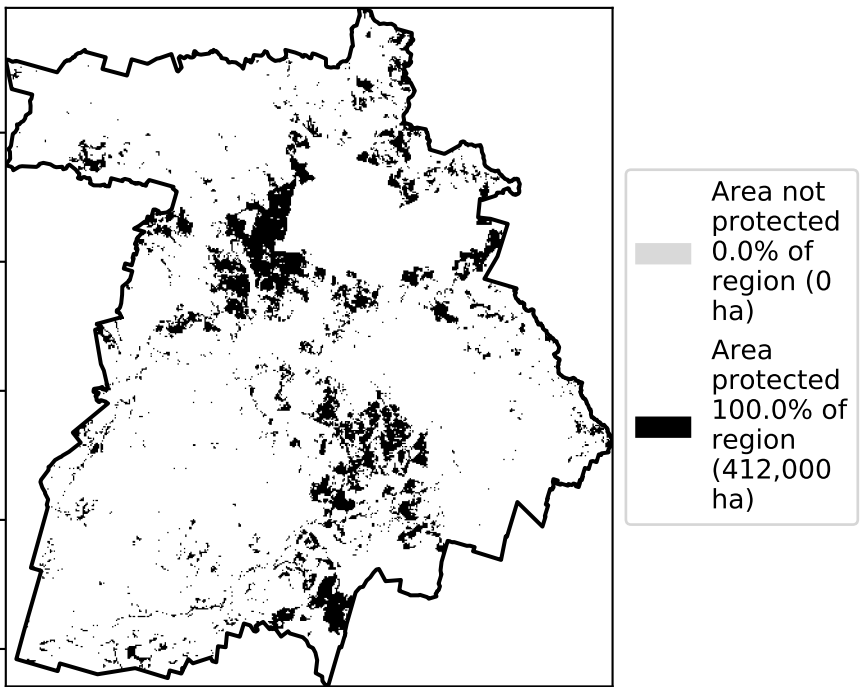 Area not
protected
0.0% of
region (0
ha)
Area
protected
100.0% of
region
(412,000
ha)